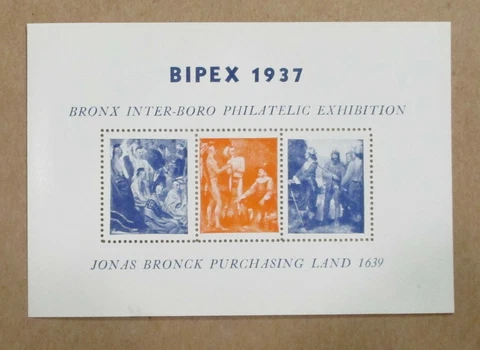 BIPEX 1937
BRONX INTER-BORO PHILATELIC EXHIBITION
JONAS BRONCK PURCHASING LAND 1639